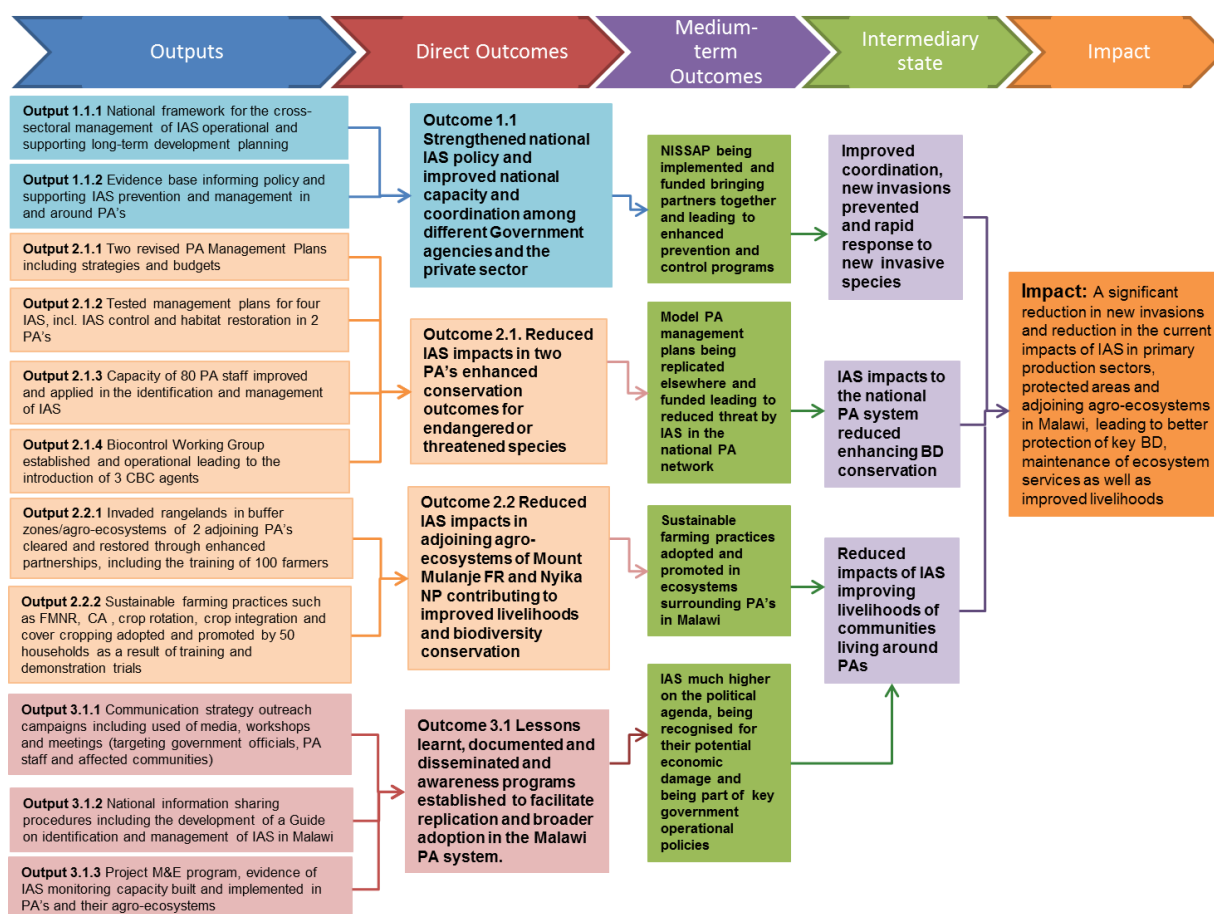 Outputs
Direct Outcomes
Medium-
term
Outcomes
Intermediary
state
Impact
Output 1.1.1 National framework for the cross-
sectoral management of IAS operational and
supporting long-term development planning
Output 1.1.2 Evidence base informing policy and
supporting IAS prevention and management in
and around PA's
Output 2.1.1 Two revised PA Management Plans
including strategies and budgets
Output 2.1.2 Tested management plans for four
IAS, incl. IAS control and habitat restoration in 2
PA's
Output 2.1.3 Capacity of 80 PA staff improved
and applied in the identification and management
of IAS
Output 2.1.4 Biocontrol Working Group
established and operational leading to the
introduction of 3 CBC agents
Output 2.2.1 Invaded rangelands in buffer
zones/agro-ecosystems of 2 adjoining PA's
cleared and restored through enhanced
partnerships, including the training of 100 farmers
Output 2.2.2 Sustainable farming practices such
as FMNR, CA , crop rotation, crop integration and
cover cropping adopted and promoted by 50
households as a result of training and
demonstration trials
Output 3.1.1 Communication strategy outreach
campaigns including used of media, workshops
and meetings (targeting government officials, PA
staff and affected communities)
Output 3.1.2 National information sharing
procedures including the development of a Guide
on identification and management of IAS in Malawi
Output 3.1.3 Project M&E program, evidence of
IAS monitoring capacity built and implemented in
PA's and their agro-ecosystems
Outcome 1.1
Strengthened national
IAS policy and
improved national
capacity and
coordination among
different Government
agencies and the
private sector
Outcome 2.1. Reduced
IAS impacts in two
PA's enhanced
conservation
outcomes for
endangered or
threatened species
Outcome 2.2 Reduced
IAS impacts in
adjoining agro-
ecosystems of Mount
Mulanje FR and Nyika
NP contributing to
improved livelihoods
and biodiversity
conservation
Outcome 3.1 Lessons
learnt, documented and
disseminated and
awareness programs
established to facilitate
replication and broader
adoption in the Malawi
PA system.
NISSAP being
implemented and
funded bringing
partners together
and leading to
enhanced
prevention and
control programs
Model PA
management
plans being
replicated
elsewhere and
funded leading to
reduced threat by
IAS in the
national PA
network
Sustainable
farming practices
adopted and
promoted in
ecosystems
surrounding PA's
in Malawi
IAS much higher
on the political
agenda, being
recognised for
their potential
economic
damage and
being part of key
government
operational
policies
Improved
coordination,
new invasions
prevented
and rapid
response to
new invasive
species
IAS impacts to
the national
PA system
reduced
enhancing BD
conservation
Reduced
impacts of IAS
improving
livelihoods of
communities
living around
PAs
Impact: A significant
reduction in new invasions
and reduction in the current
impacts of IAS in primary
production sectors,
protected areas and
adjoining agro-ecosystems
in Malawi, leading to better
protection of key BD,
maintenance of ecosystem
services as well as
improved livelihoods